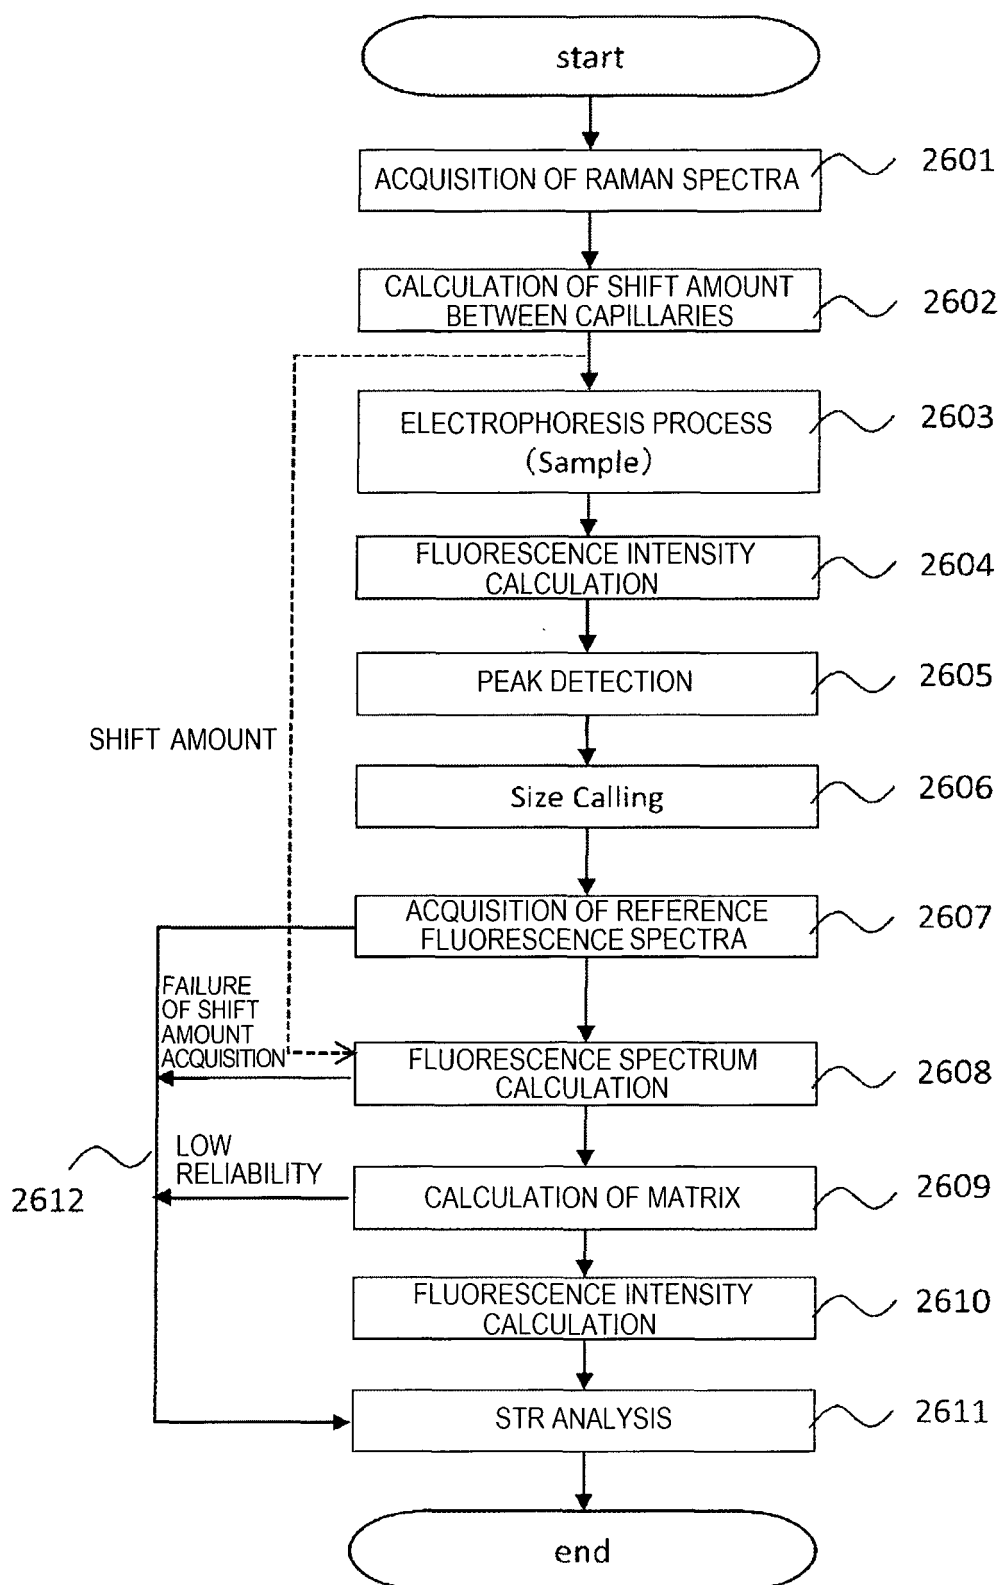 start
ACQUISITION OF RAMAN SPECTRA
2601
CALCULATION OF SHIFT AMOUNT
BETWEEN CAPILLARIES
2602
ELECTROPHORESIS PROCESS
(Sample)
2603
FLUORESCENCE INTENSITY
CALCULATION
2604
PEAK DETECTION
2605
SHIFT AMOUNT
Size Calling
2606
ACQUISITION OF REFERENCE
FLUORESCENCE SPECTRA
2607
FAILURE
OF SHIFT
AMOUNT
ACQUISITION
FLUORESCENCE SPECTRUM
CALCULATION
2608
LOW
RELIABILITY
2612
CALCULATION OF MATRIX
2609
FLUORESCENCE INTENSITY
CALCULATION
2610
STR ANALYSIS
2611
end